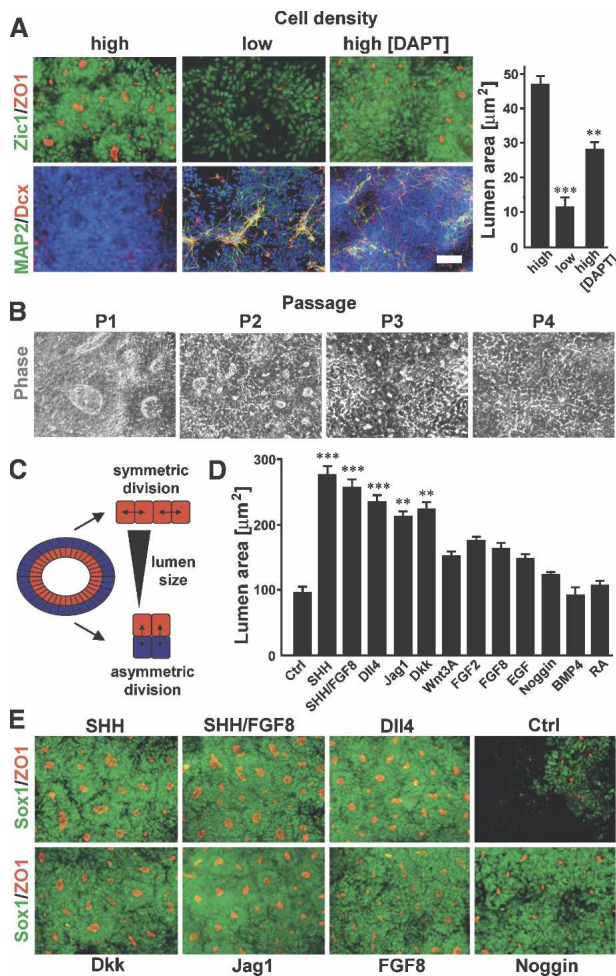 A
Cell density
high low high [DAPT]
Zic1/ZO1
MAP2/Dcx
Lumen area [µm²]
50
40
30
20
10
0
***
**
high low high [DAPT]
B
Passage
P1 P2 P3 P4
Phase
C
symmetric division
lumen size
asymmetric division
D
Lumen area [µm²]
300
200
100
0
*** *** *** ** **
Ctrl SHH SHH/FGF8 Dll4 Jag1 Dkk Wnt3A FGF2 FGF8 EGF Noggin BMP4 RA
E
SHH SHH/FGF8 Dll4 Ctrl
Sox1/ZO1
Sox1/ZO1
Dkk Jag1 FGF8 Noggin